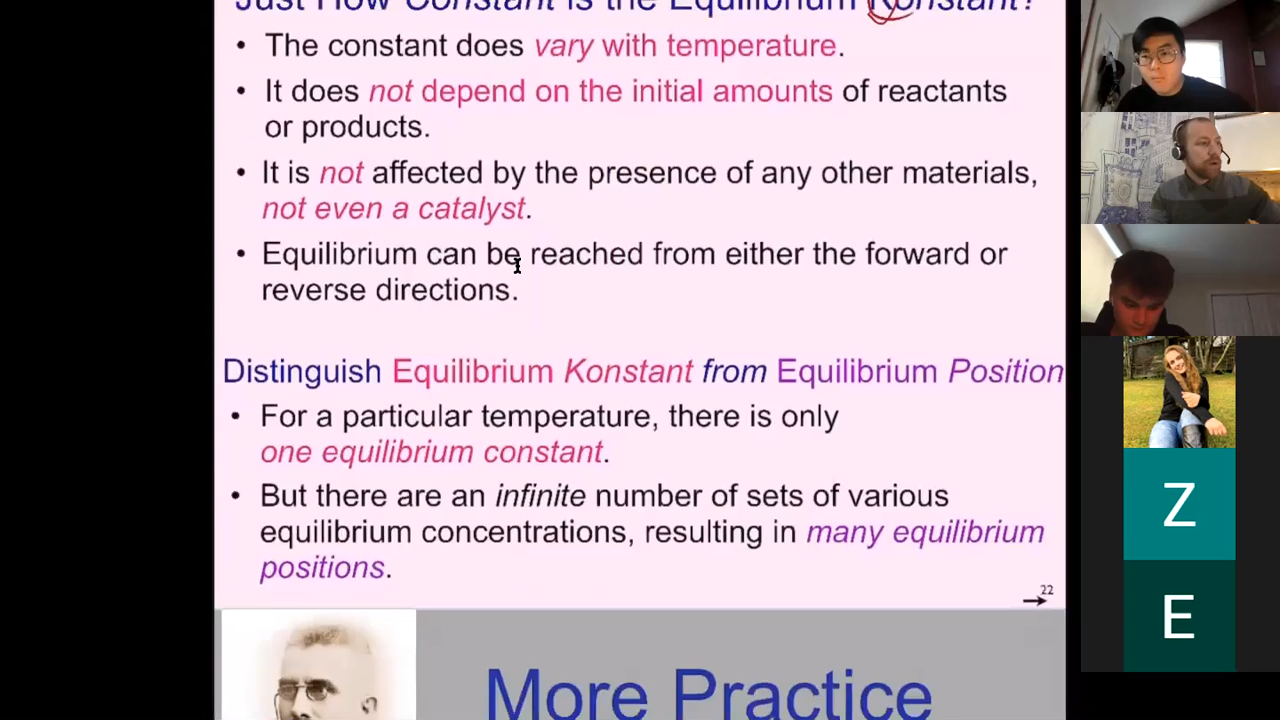 Just How Constant is the Equilibrium Konstant?
• The constant does vary with temperature.
• It does not depend on the initial amounts of reactants
or products.
• It is not affected by the presence of any other materials,
not even a catalyst.
• Equilibrium can be reached from either the forward or
reverse directions.
Distinguish Equilibrium Konstant from Equilibrium Position
• For a particular temperature, there is only
one equilibrium constant.
• But there are an infinite number of sets of various
equilibrium concentrations, resulting in many equilibrium
positions.
22
More Practice
Z
E